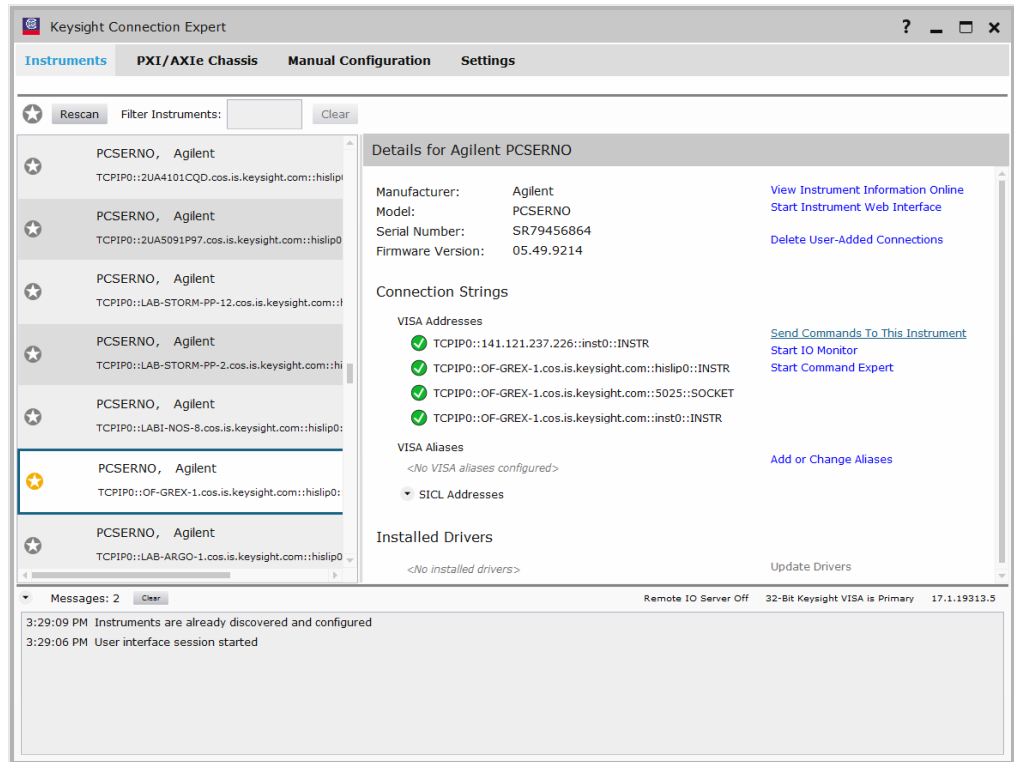 Keysight Connection Expert
?
Instruments PXI/AXIe Chassis Manual Configuration Settings
Rescan Filter Instruments: Clear
PCSERNO, Agilent
TCPIP0::2UA4101CQD.cos.is.keysight.com::hislip
PCSERNO, Agilent
TCPIP0::2UA5091P97.cos.is.keysight.com::hislip0
PCSERNO, Agilent
TCPIP0::LAB-STORM-PP-12.cos.is.keysight.com::h
PCSERNO, Agilent
TCPIP0::LAB-STORM-PP-2.cos.is.keysight.com::hi
PCSERNO, Agilent
TCPIP0::LABI-NOS-8.cos.is.keysight.com::hislip0:
PCSERNO, Agilent
TCPIP0::OF-GREX-1.cos.is.keysight.com::hislip0:
PCSERNO, Agilent
TCPIP0::LAB-ARGO-1.cos.is.keysight.com::hislip0
Details for Agilent PCSERNO
Manufacturer: Agilent
Model: PCSERNO
Serial Number: SR79456864
Firmware Version: 05.49.9214
View Instrument Information Online
Start Instrument Web Interface
Delete User-Added Connections
Connection Strings
VISA Addresses
TCPIP0::141.121.237.226::inst0::INSTR
TCPIP0::OF-GREX-1.cos.is.keysight.com::hislip0::INSTR
TCPIP0::OF-GREX-1.cos.is.keysight.com::5025::SOCKET
TCPIP0::OF-GREX-1.cos.is.keysight.com::inst0::INSTR
Send Commands To This Instrument
Start IO Monitor
Start Command Expert
VISA Aliases
<No VISA aliases configured>
Add or Change Aliases
SICL Addresses
Installed Drivers
<No installed drivers>
Update Drivers
Messages: 2 Clear Remote IO Server Off 32-Bit Keysight VISA is Primary 17.1.19313.5
3:29:09 PM Instruments are already discovered and configured
3:29:06 PM User interface session started